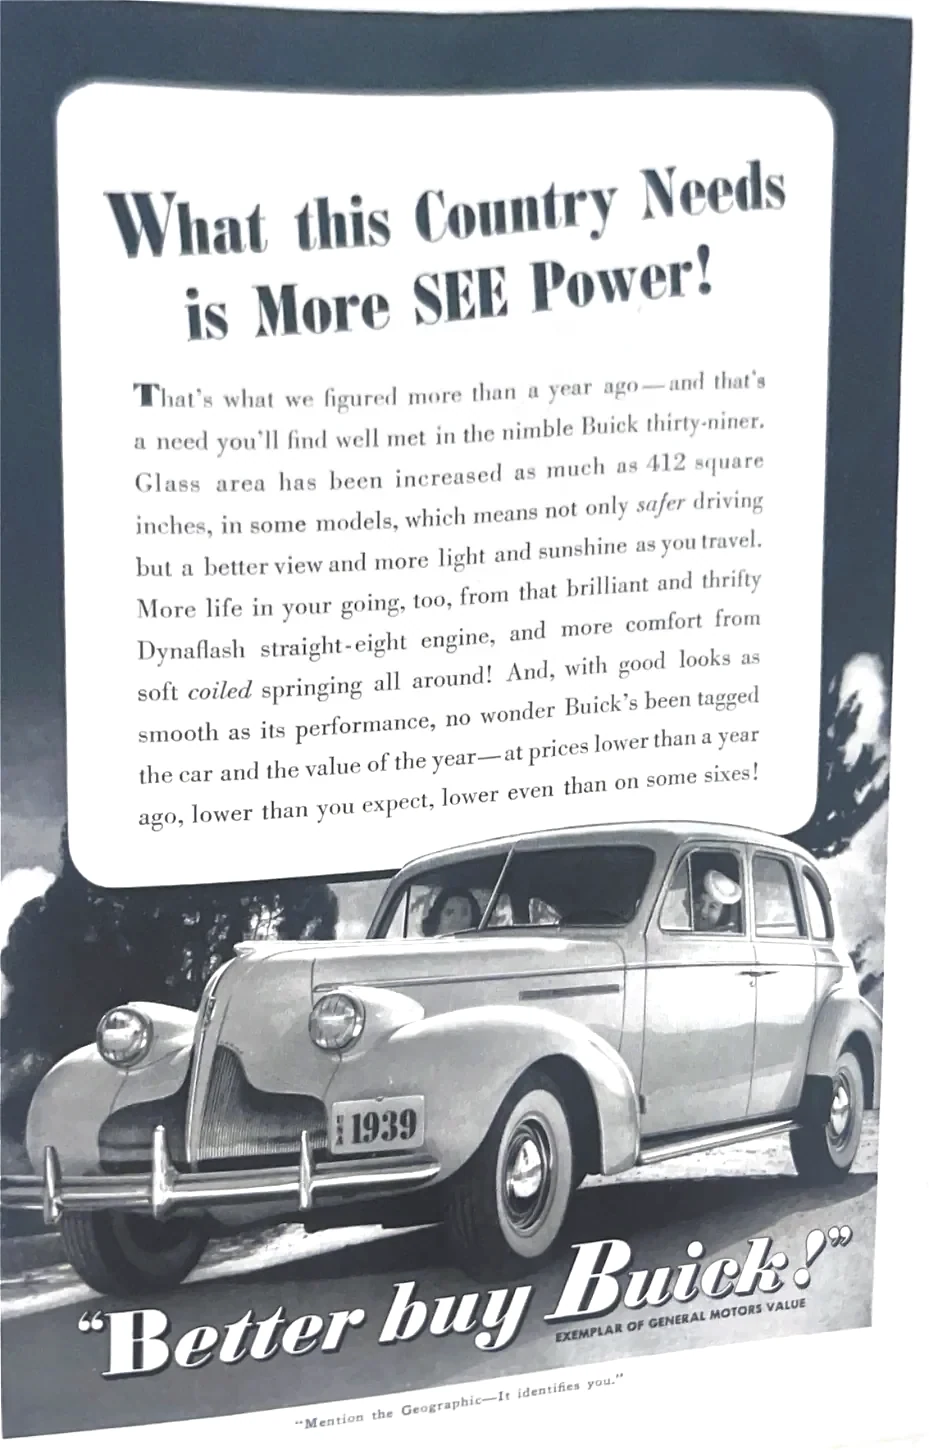 What this Country Needs
is More SEE Power!
That's what we figured more than a year ago—and that's
a need you'll find well met in the nimble Buick thirty-niner.
Glass area has been increased as much as 412 square
inches, in some models, which means not only safer driving
but a better view and more light and sunshine as you travel.
More life in your going, too, from that brilliant and thrifty
Dynaflash straight-eight engine, and more comfort from
soft coiled springing all around! And, with good looks as
smooth as its performance, no wonder Buick's been tagged
the car and the value of the year—at prices lower than a year
ago, lower than you expect, lower even than on some sixes!
USA 1939
"Better buy Buick!"
EXEMPLAR OF GENERAL MOTORS VALUE
"Mention the Geographic—It identifies you."